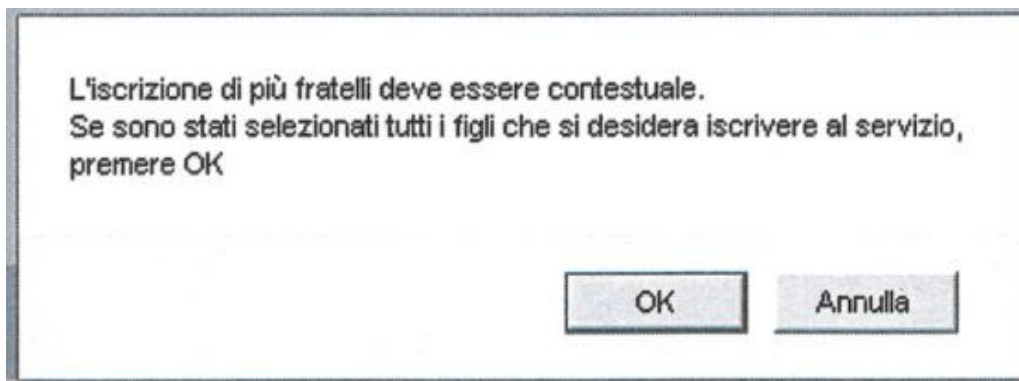 L'iscrizione di più fratelli deve essere contestuale.
Se sono stati selezionati tutti i figli che si desidera iscrivere al servizio,
premere OK
OK
Annulla